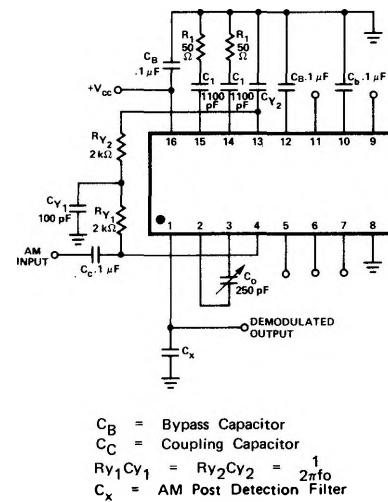 C_B
.1 μF
R_1
50
Ω
R_1
50
Ω
C_1
1100
pF
C_1
1100
pF
C_Y2
C_B .1 μF
C_b .1 μF
+V_CC
16 15 14 13 12 11 10 9
R_Y2
2 kΩ
C_Y1
100 pF
R_Y1
2 kΩ
1 2 3 4 5 6 7 8
AM
INPUT
C_C .1 μF
C_o
250 pF
DEMODULATED
OUTPUT
C_x
C_B = Bypass Capacitor
C_C = Coupling Capacitor
Ry_1Cy_1 = Ry_2Cy_2 = 1/2πfo
C_x = AM Post Detection Filter